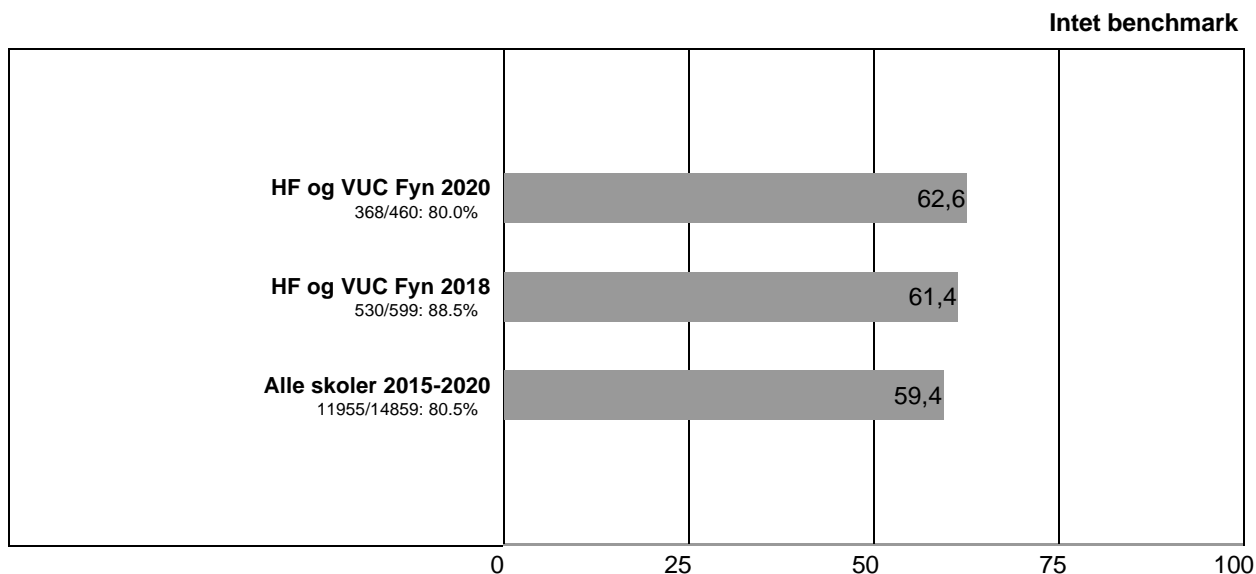 Intet benchmark
HF og VUC Fyn 2020
368/460: 80.0%
62,6
HF og VUC Fyn 2018
530/599: 88.5%
61,4
Alle skoler 2015-2020
11955/14859: 80.5%
59,4
0 25 50 75 100